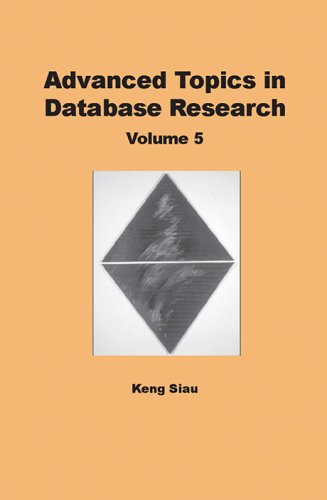 Advanced Topics in
Database Research
Volume 5
Keng Siau